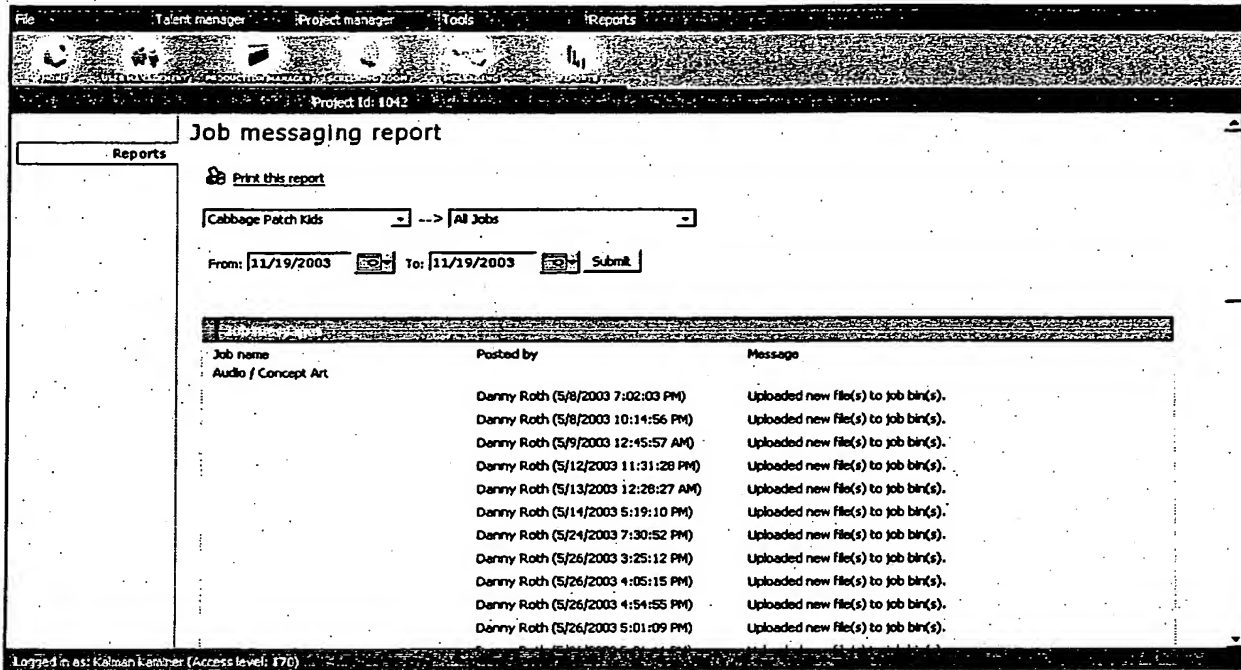 File Talent manager Project manager Tools Reports
Project Id: 1042
Job messaging report
Reports
Print this report
Cabbage Patch Kids --> All Jobs
From: 11/19/2003 To: 11/19/2003 Submit
Job name Posted by Message
Audio / Concept Art
Danny Roth (5/8/2003 7:02:03 PM) Uploaded new file(s) to job bin(s).
Danny Roth (5/8/2003 10:14:56 PM) Uploaded new file(s) to job bin(s).
Danny Roth (5/9/2003 12:45:57 AM) Uploaded new file(s) to job bin(s).
Danny Roth (5/12/2003 11:31:28 PM) Uploaded new file(s) to job bin(s).
Danny Roth (5/13/2003 12:28:27 AM) Uploaded new file(s) to job bin(s).
Danny Roth (5/14/2003 5:19:10 PM) Uploaded new file(s) to job bin(s).
Danny Roth (5/24/2003 7:30:52 PM) Uploaded new file(s) to job bin(s).
Danny Roth (5/26/2003 3:25:12 PM) Uploaded new file(s) to job bin(s).
Danny Roth (5/26/2003 4:05:15 PM) Uploaded new file(s) to job bin(s).
Danny Roth (5/26/2003 4:54:55 PM) Uploaded new file(s) to job bin(s).
Danny Roth (5/26/2003 5:01:09 PM) Uploaded new file(s) to job bin(s).
Logged in as: Kalman (Access level: 170)